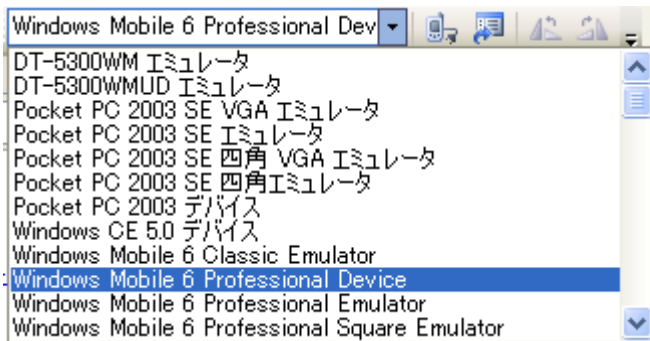 Windows Mobile 6 Professional Dev
DT-5300WM エミュレータ
DT-5300WMUD エミュレータ
Pocket PC 2003 SE VGA エミュレータ
Pocket PC 2003 SE エミュレータ
Pocket PC 2003 SE 四角 VGA エミュレータ
Pocket PC 2003 SE 四角エミュレータ
Pocket PC 2003 デバイス
Windows CE 5.0 デバイス
Windows Mobile 6 Classic Emulator
Windows Mobile 6 Professional Device
Windows Mobile 6 Professional Emulator
Windows Mobile 6 Professional Square Emulator